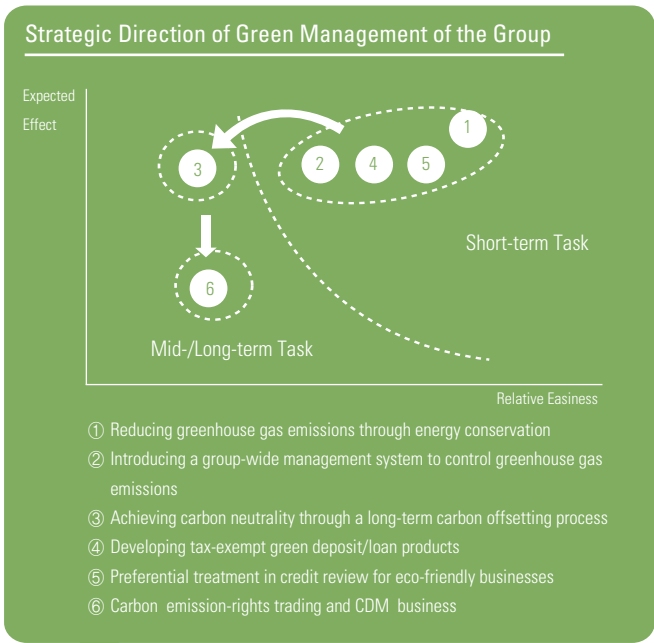 Strategic Direction of Green Management of the Group
Expected
Effect
1
2
4
5
3
Short-term Task
6
Mid-/Long-term Task
Relative Easiness
① Reducing greenhouse gas emissions through energy conservation
② Introducing a group-wide management system to control greenhouse gas
emissions
③ Achieving carbon neutrality through a long-term carbon offsetting process
④ Developing tax-exempt green deposit/loan products
⑤ Preferential treatment in credit review for eco-friendly businesses
⑥ Carbon emission-rights trading and CDM business